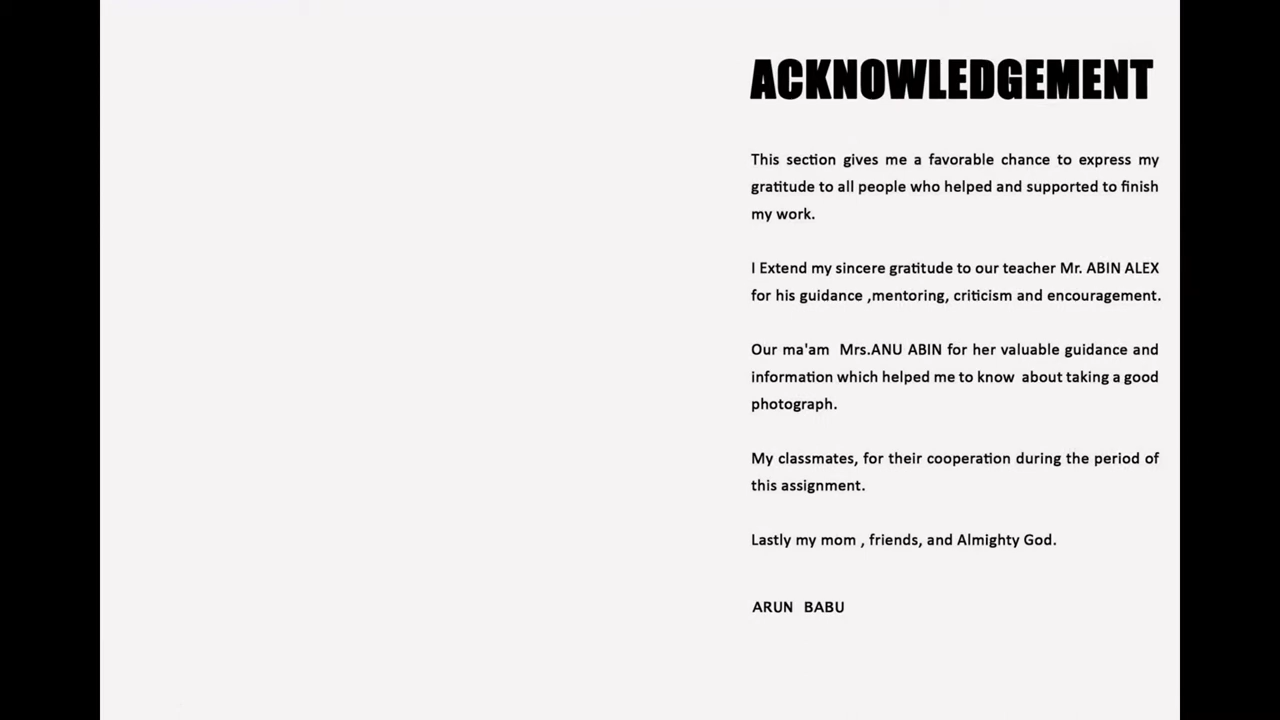 ACKNOWLEDGEMENT
This section gives me a favorable chance to express my
gratitude to all people who helped and supported to finish
my work.
I Extend my sincere gratitude to our teacher Mr. ABIN ALEX
for his guidance ,mentoring, criticism and encouragement.
Our ma'am  Mrs.ANU ABIN for her valuable guidance and
information which helped me to know  about taking a good
photograph.
My classmates, for their cooperation during the period of
this assignment.
Lastly my mom , friends, and Almighty God.
ARUN  BABU